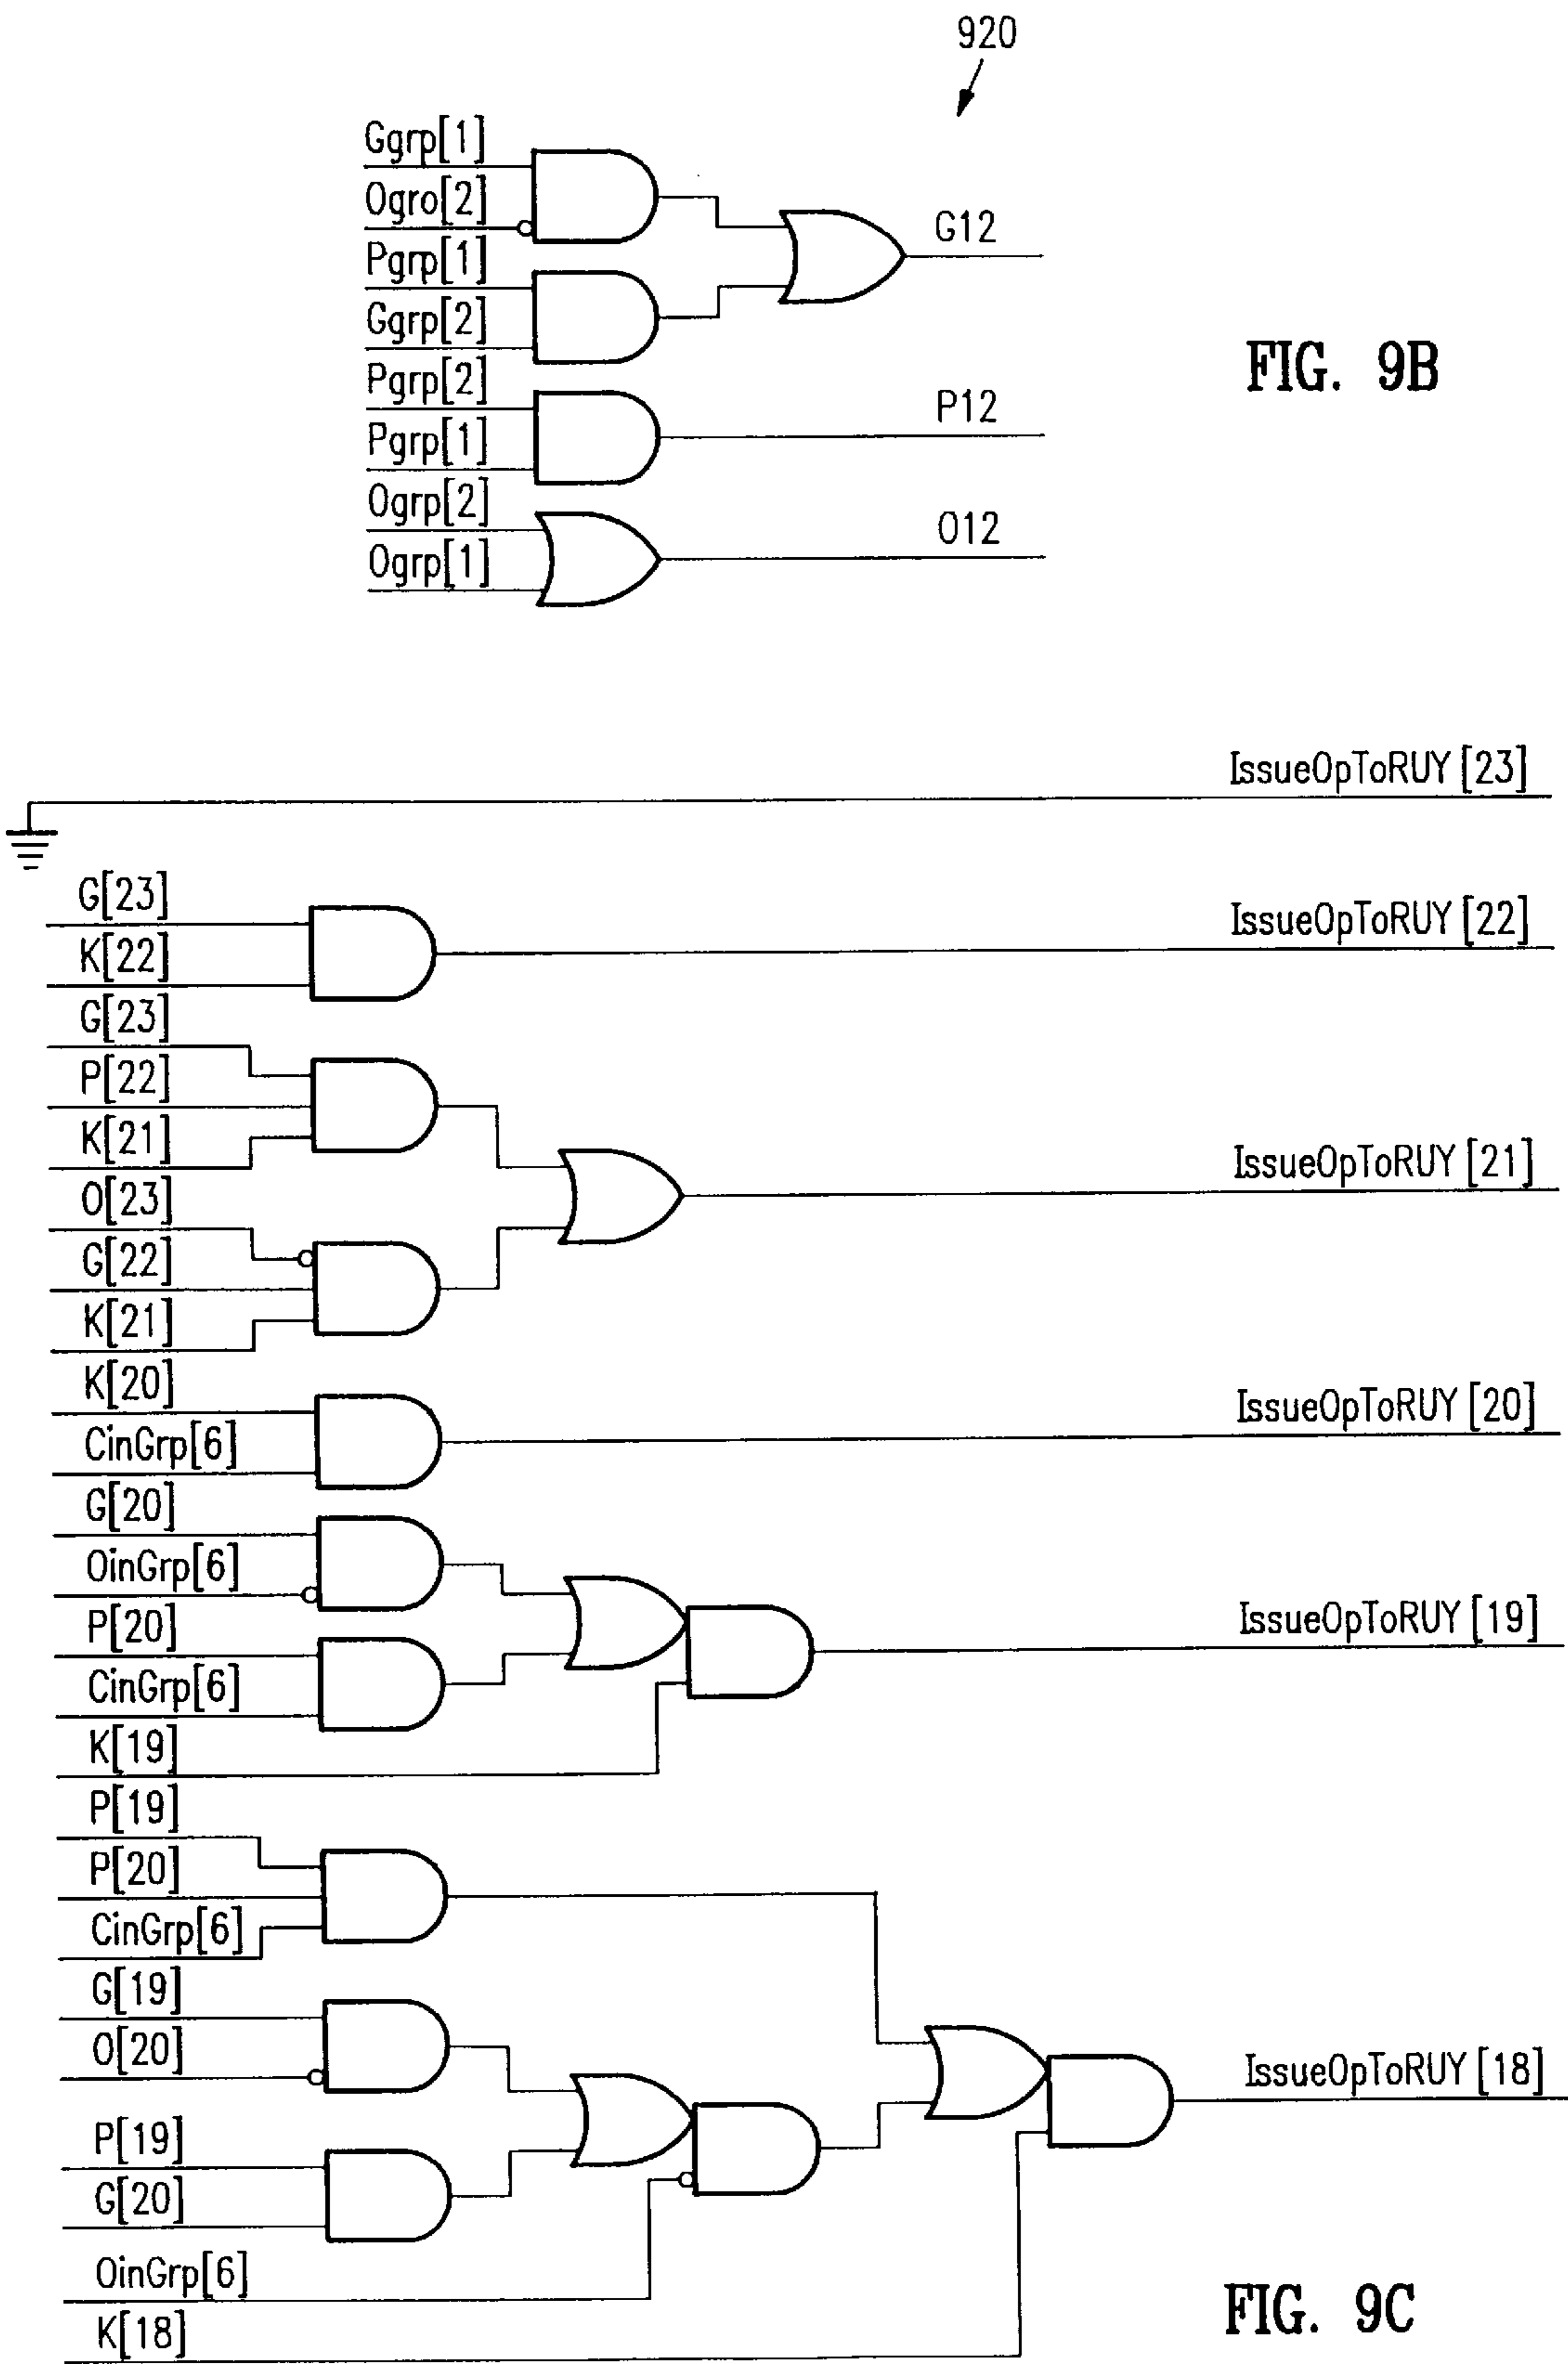 920
Ggrp[1]
Ogro[2]
G12
Pgrp[1]
Ggrp[2]
FIG. 9B
Pgrp[2]
P12
Pgrp[1]
Ogrp[2]
O12
Ogrp[1]
IssueOpToRUY[23]
G[23]
IssueOpToRUY[22]
K[22]
G[23]
P[22]
K[21]
IssueOpToRUY[21]
O[23]
G[22]
K[21]
K[20]
IssueOpToRUY[20]
CinGrp[6]
G[20]
OinGrp[6]
P[20]
IssueOpToRUY[19]
CinGrp[6]
K[19]
P[19]
P[20]
CinGrp[6]
G[19]
O[20]
IssueOpToRUY[18]
P[19]
G[20]
OinGrp[6]
FIG. 9C
K[18]